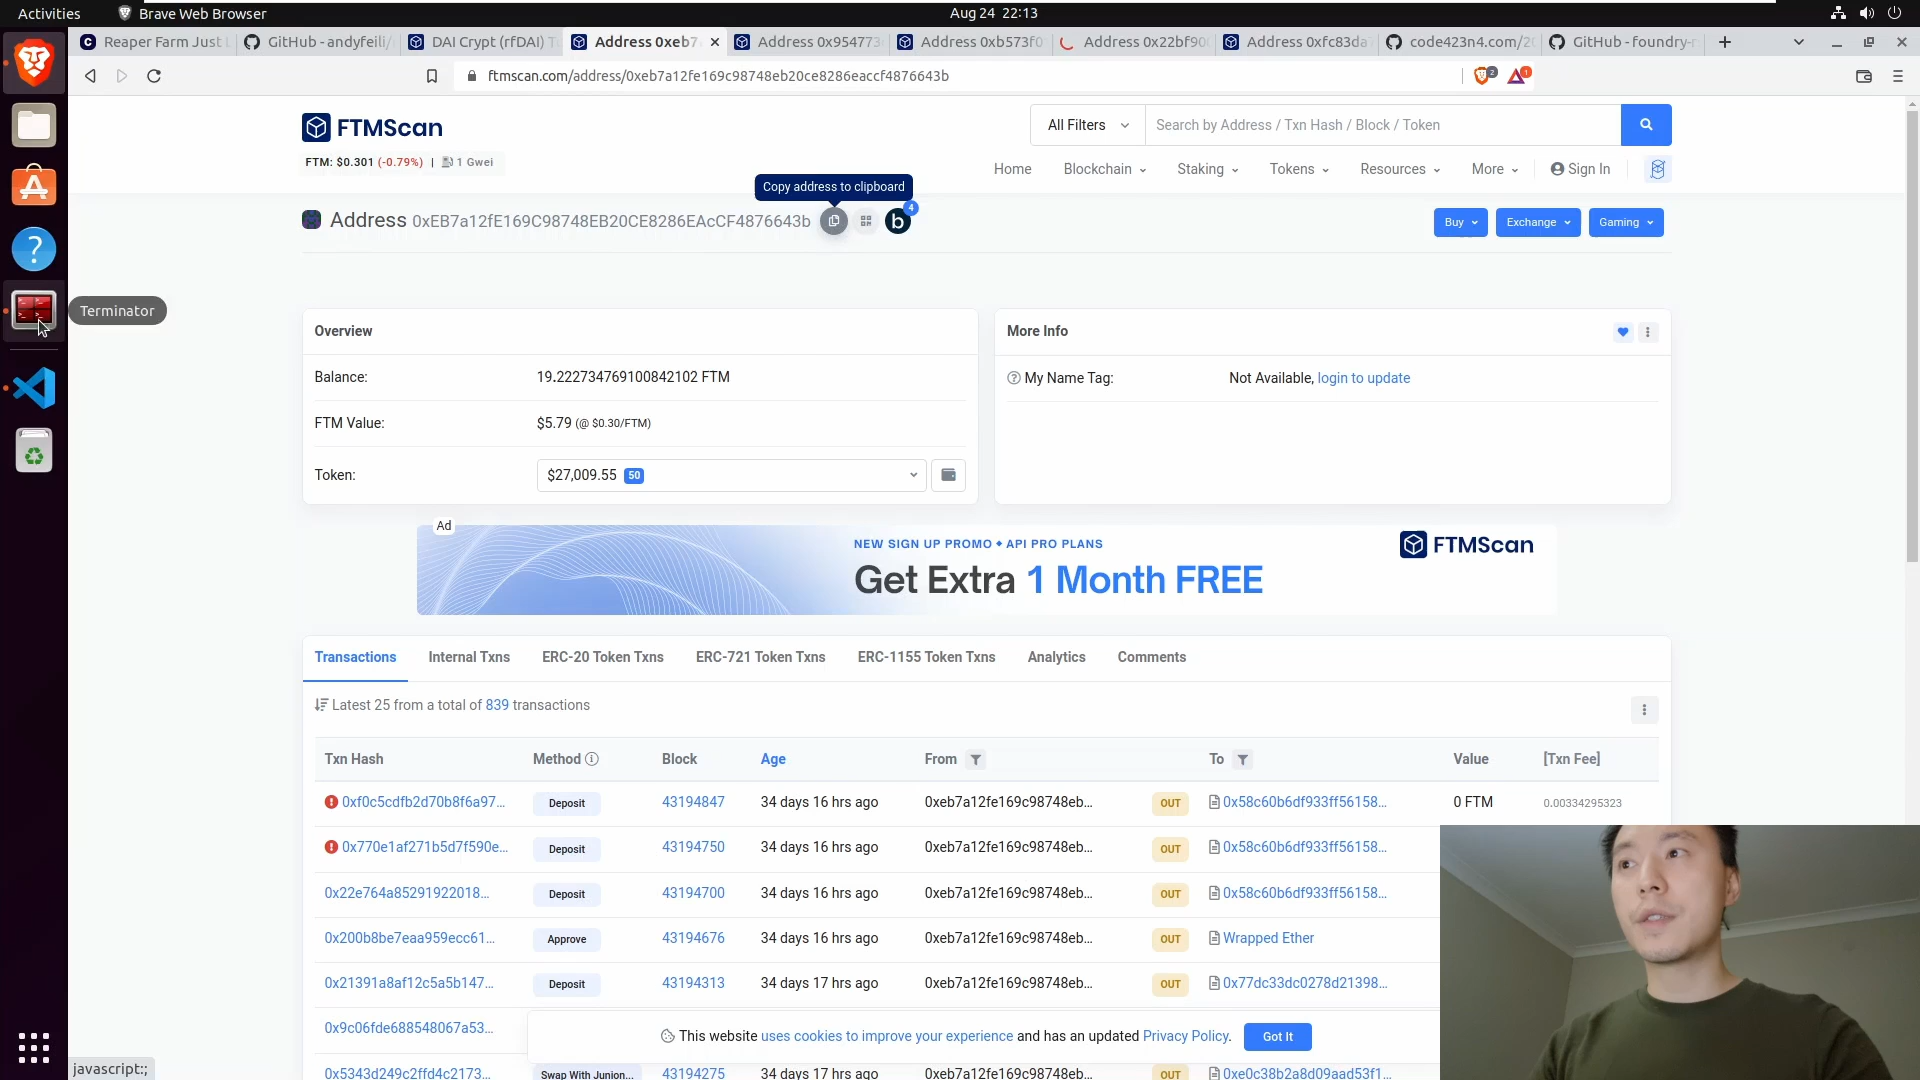 Activities
Brave Web Browser
Aug 24 22:13
Reaper Farm Just
GitHub - andyfeili/
DAI Crypt (rfDAI) T
Address 0xeb7
Address 0x954773
Address 0xb573f0
Address 0x22bf90
Address 0xfc83da
code423n4.com/20
GitHub - foundry-r
ftmscan.com/address/0xeb7a12fe169c98748eb20ce8286eaccf4876643b
2
1
FTMScan
All Filters
Search by Address / Txn Hash / Block / Token
FTM: $0.301 (-0.79%) | 1 Gwei
Home
Blockchain
Staking
Tokens
Resources
More
Sign In
Copy address to clipboard
Address 0xEB7a12fE169C98748EB20CE8286EAcCF4876643b
b
4
Buy
Exchange
Gaming
Terminator
Overview
Balance:
19.222734769100842102 FTM
FTM Value:
$5.79 (@ $0.30/FTM)
Token:
$27,009.55 50
More Info
My Name Tag:
Not Available, login to update
Ad
NEW SIGN UP PROMO ✦ API PRO PLANS
Get Extra 1 Month FREE
FTMScan
Transactions
Internal Txns
ERC-20 Token Txns
ERC-721 Token Txns
ERC-1155 Token Txns
Analytics
Comments
Latest 25 from a total of 839 transactions
Txn Hash Method Block Age From To Value [Txn Fee]
0xf0c5cdfb2d70b8f6a97... Deposit 43194847 34 days 16 hrs ago 0xeb7a12fe169c98748eb... OUT 0x58c60b6df933ff56158... 0 FTM 0.00334295323
0x770e1af271b5d7f590e... Deposit 43194750 34 days 16 hrs ago 0xeb7a12fe169c98748eb... OUT 0x58c60b6df933ff56158...
0x22e764a85291922018... Deposit 43194700 34 days 16 hrs ago 0xeb7a12fe169c98748eb... OUT 0x58c60b6df933ff56158...
0x200b8be7eaa959ecc61... Approve 43194676 34 days 16 hrs ago 0xeb7a12fe169c98748eb... OUT Wrapped Ether
0x21391a8af12c5a5b147... Deposit 43194313 34 days 17 hrs ago 0xeb7a12fe169c98748eb... OUT 0x77dc33dc0278d21398...
0x9c06fde688548067a53...
This website uses cookies to improve your experience and has an updated Privacy Policy. Got It
0x5343d249c2ffd4c2173... Swap With Junion... 43194275 34 days 17 hrs ago 0xeb7a12fe169c98748eb... OUT 0xe0c38b2a8d09aad53f1...
javascript:;